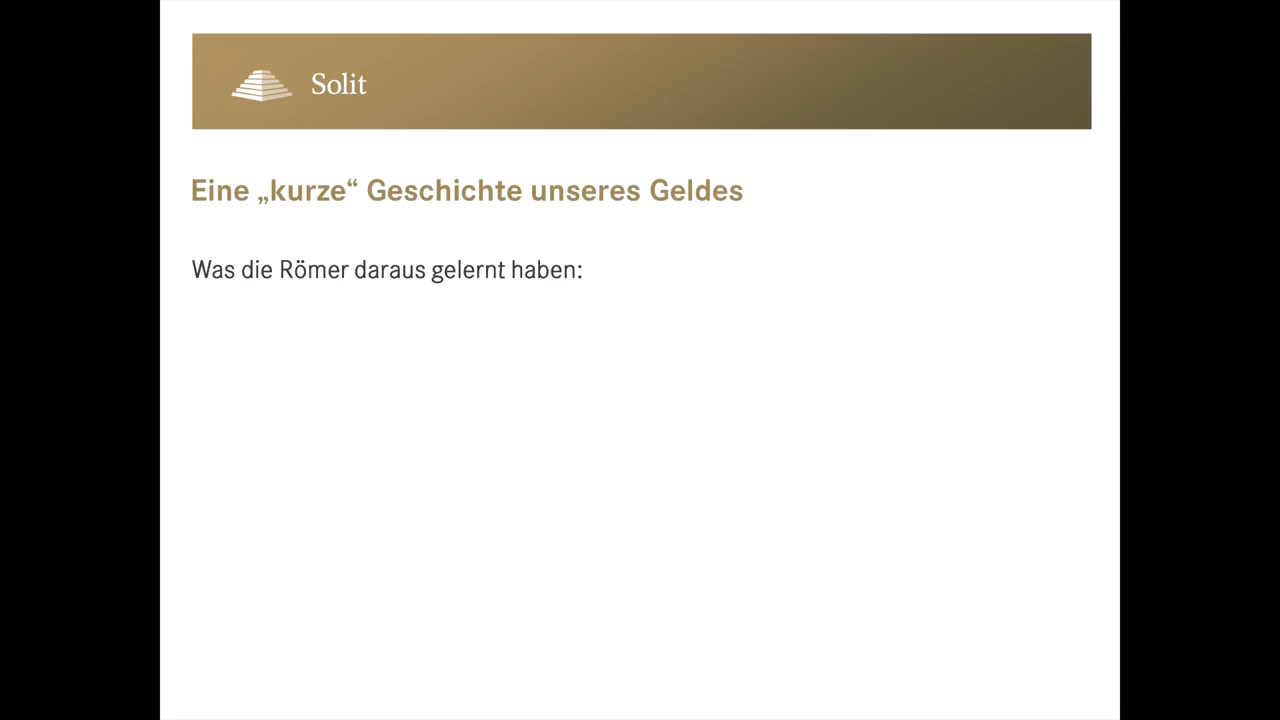 Solit
Eine „kurze“ Geschichte unseres Geldes
Was die Römer daraus gelernt haben: